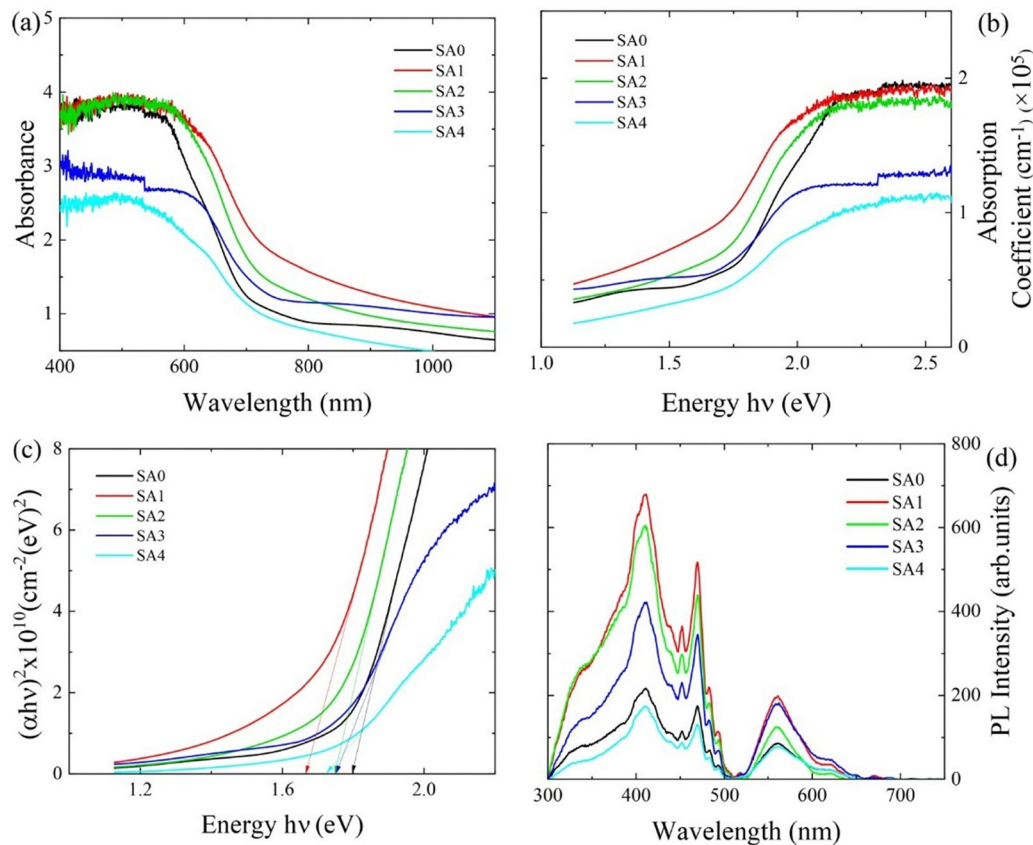 (a)
5
4
3
2
1
Absorbance
SA0
SA1
SA2
SA3
SA4
400 600 800 1000
Wavelength (nm)
(b)
SA0
SA1
SA2
SA3
SA4
2
1
0
Absorption
Coefficient (cm⁻¹) (×10⁵)
1.0 1.5 2.0 2.5
Energy hν (eV)
(c)
8
6
4
2
0
(αhν)²x10¹⁰(cm⁻²(eV)²)
SA0
SA1
SA2
SA3
SA4
1.2 1.6 2.0
Energy hν (eV)
(d)
SA0
SA1
SA2
SA3
SA4
800
600
400
200
0
PL Intensity (arb.units)
300 400 500 600 700
Wavelength (nm)